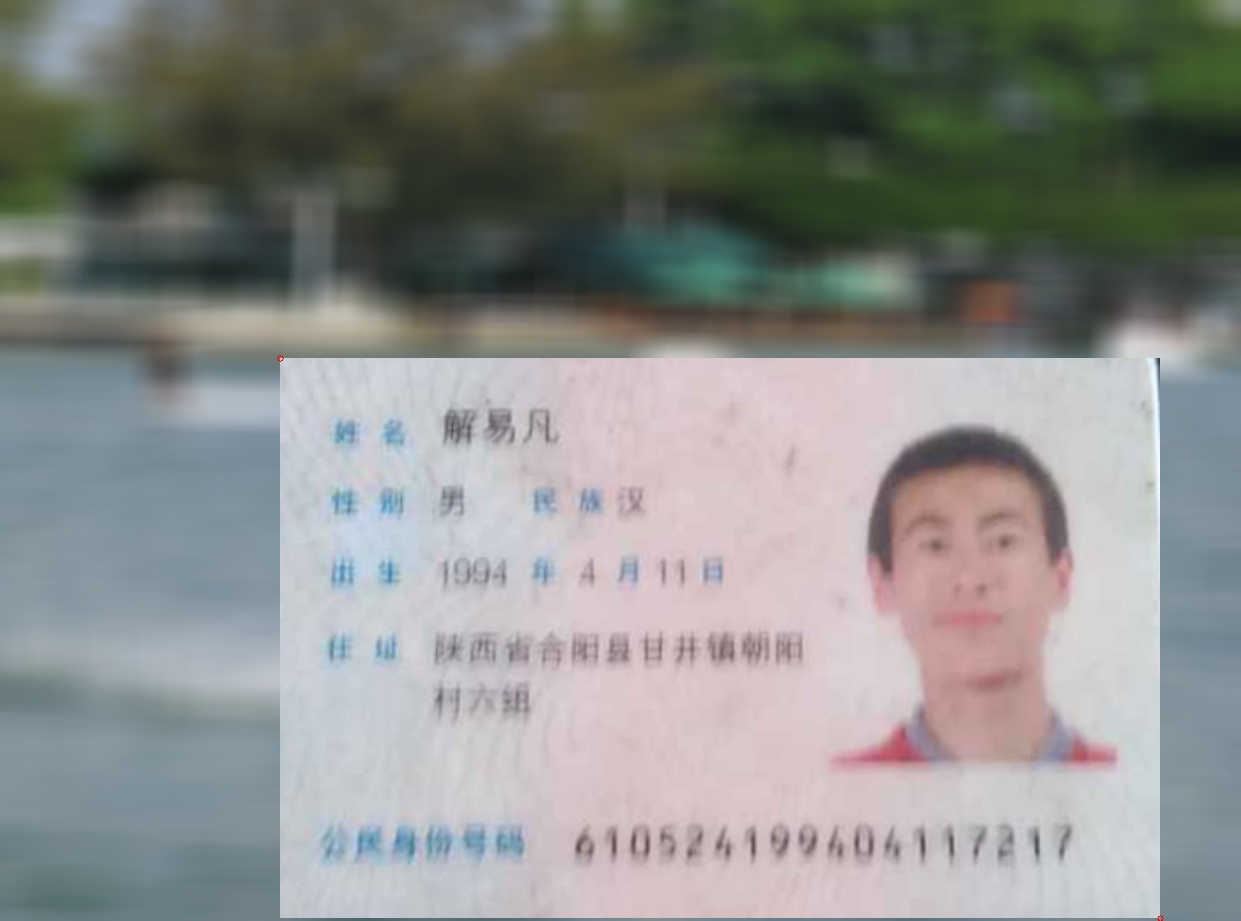 姓名 解易凡
性别 男 民族 汉
出生 1994 年 4 月 11 日
住址 陕西省合阳县甘井镇朝阳
村六组
公民身份号码 610524199404117217